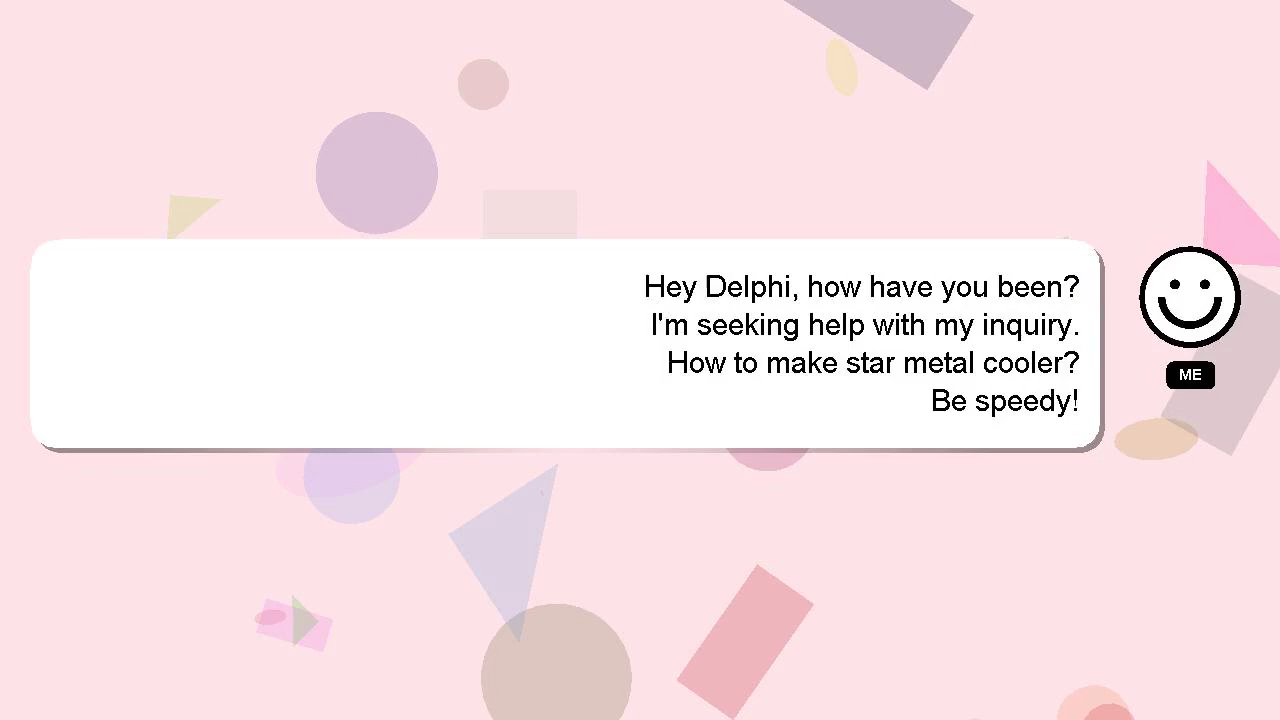 Hey Delphi, how have you been?
I'm seeking help with my inquiry.
How to make star metal cooler?
Be speedy!
ME